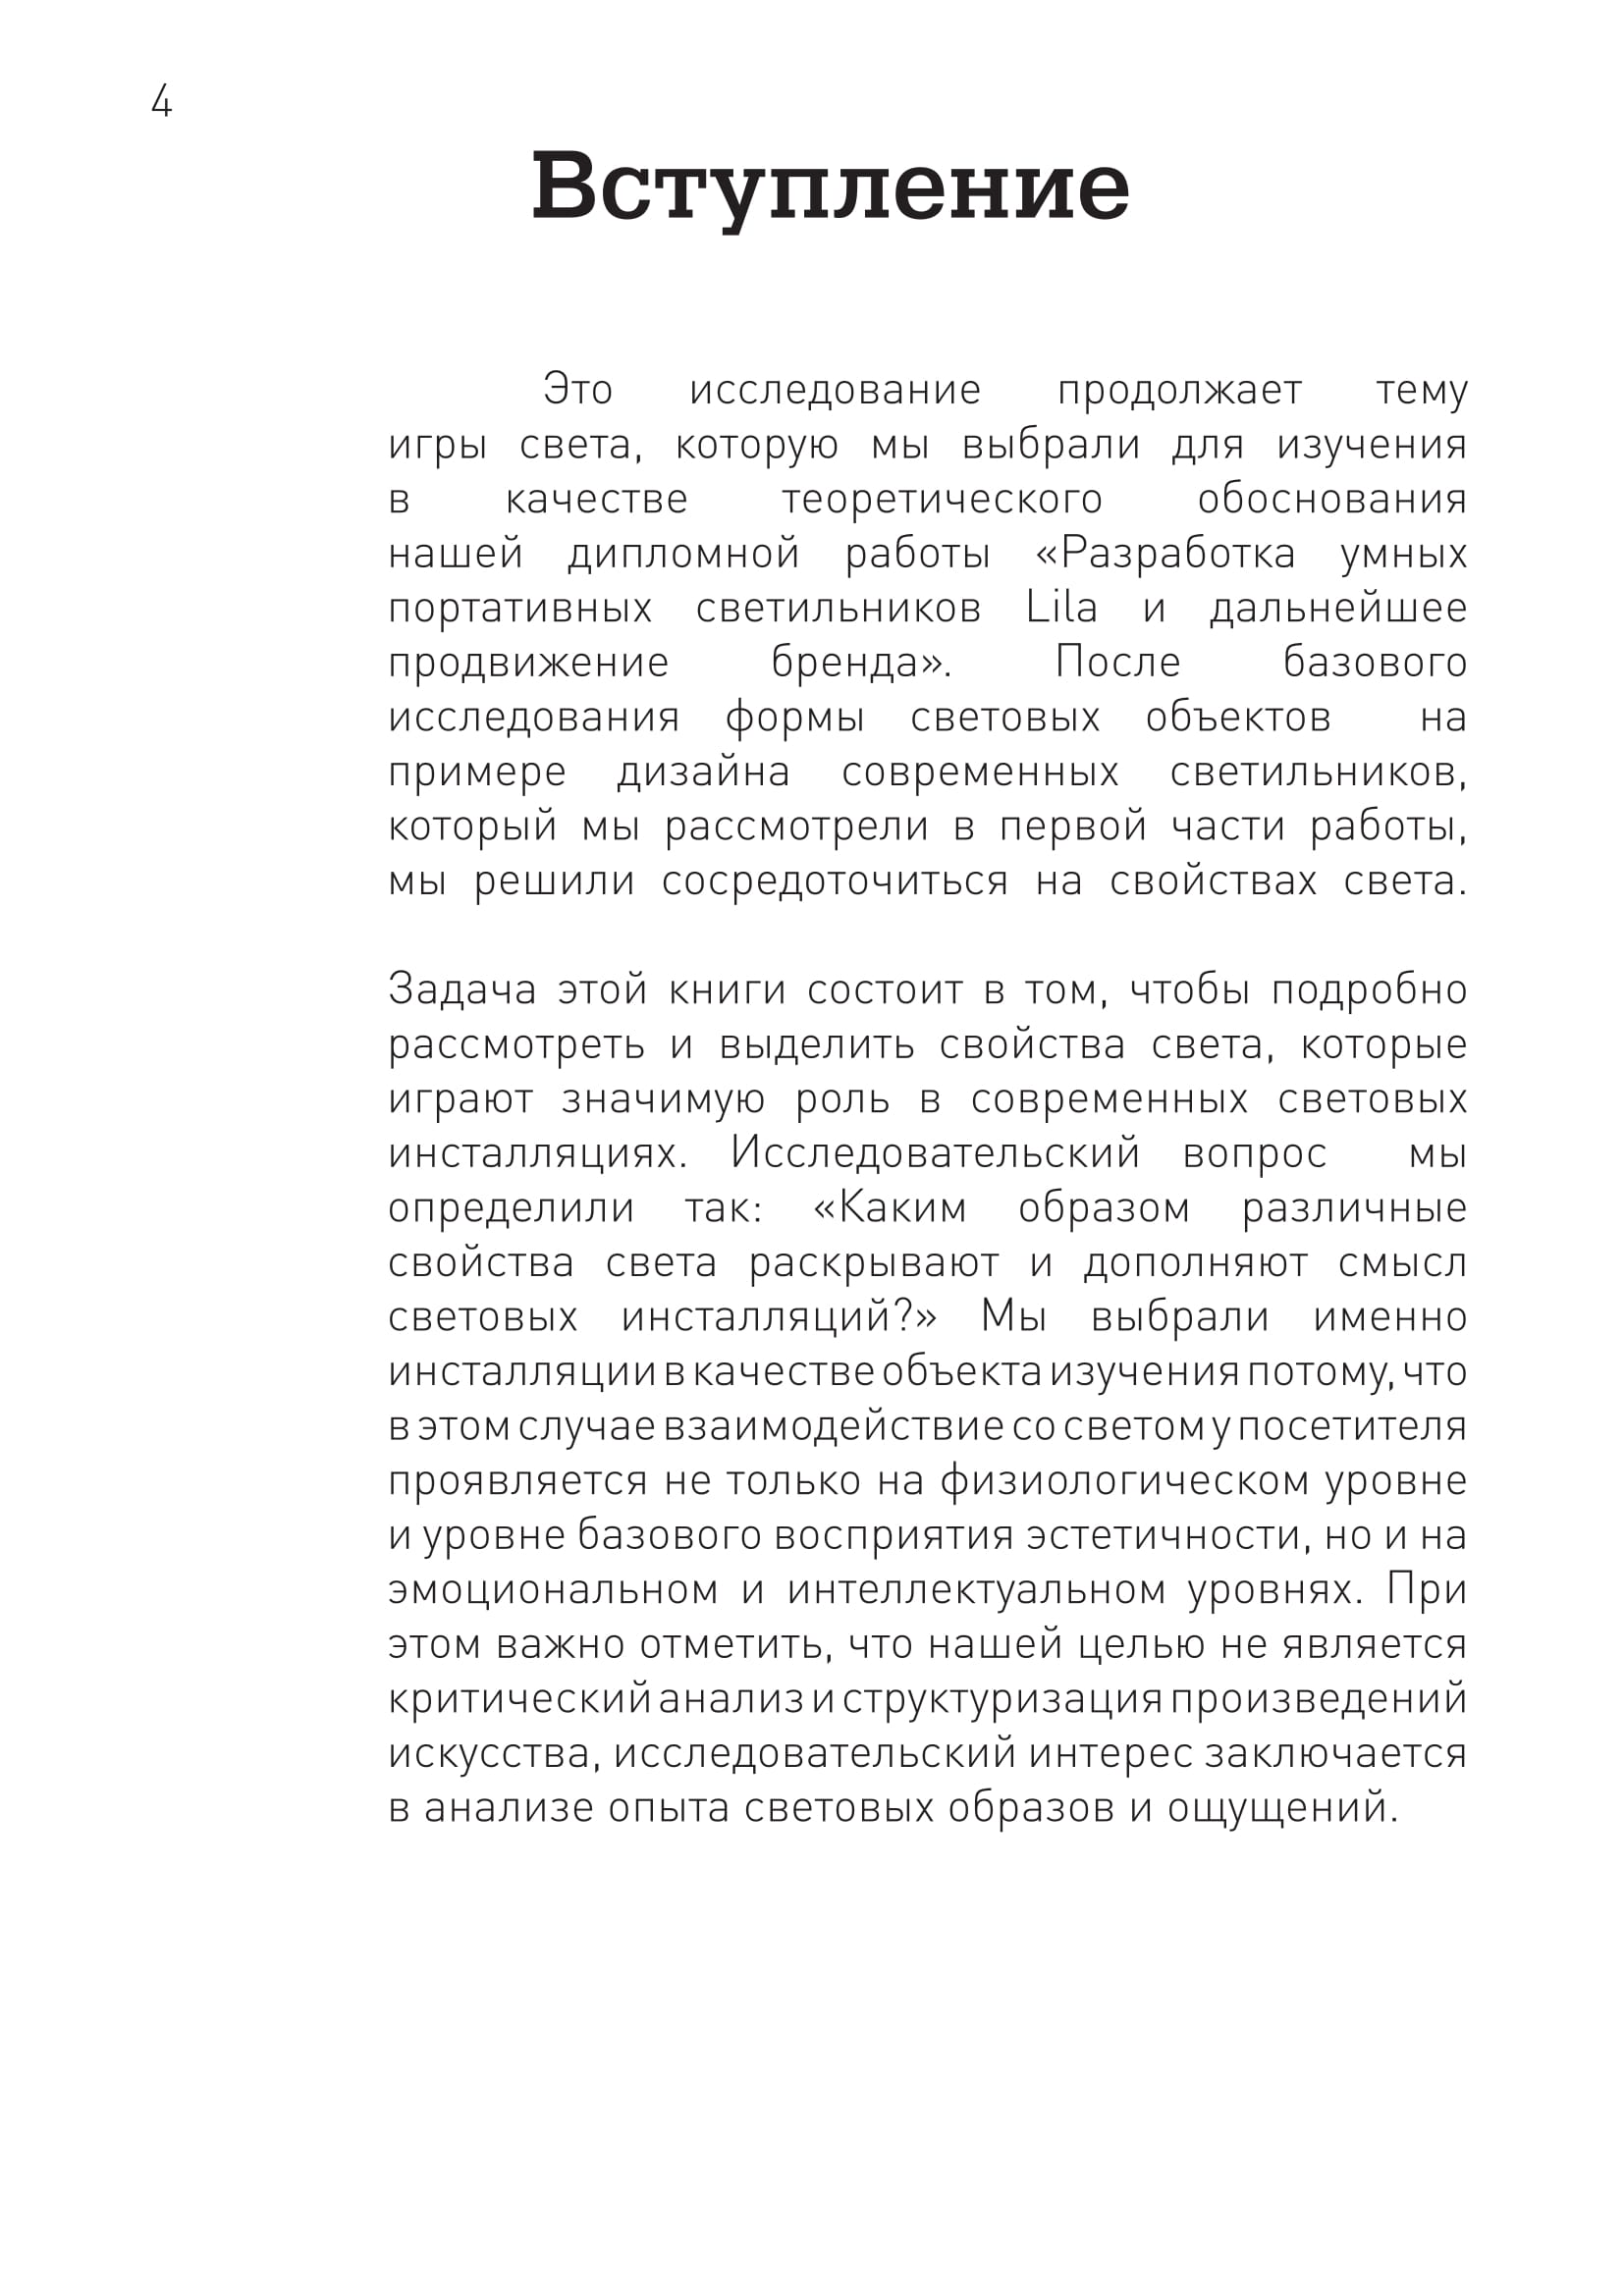 4
Вступление
Это исследование продолжает тему
игры света, которую мы выбрали для изучения
в качестве теоретического обоснования
нашей дипломной работы «Разработка умных
портативных светильников Lila и дальнейшее
продвижение бренда». После базового
исследования формы световых объектов на
примере дизайна современных светильников,
который мы рассмотрели в первой части работы,
мы решили сосредоточиться на свойствах света.
Задача этой книги состоит в том, чтобы подробно
рассмотреть и выделить свойства света, которые
играют значимую роль в современных световых
инсталляциях. Исследовательский вопрос мы
определили так: «Каким образом различные
свойства света раскрывают и дополняют смысл
световых инсталляций?» Мы выбрали именно
инсталляции в качестве объекта изучения потому, что
в этом случае взаимодействие со светом у посетителя
проявляется не только на физиологическом уровне
и уровне базового восприятия эстетичности, но и на
эмоциональном и интеллектуальном уровнях. При
этом важно отметить, что нашей целью не является
критический анализ и структуризация произведений
искусства, исследовательский интерес заключается
в анализе опыта световых образов и ощущений.